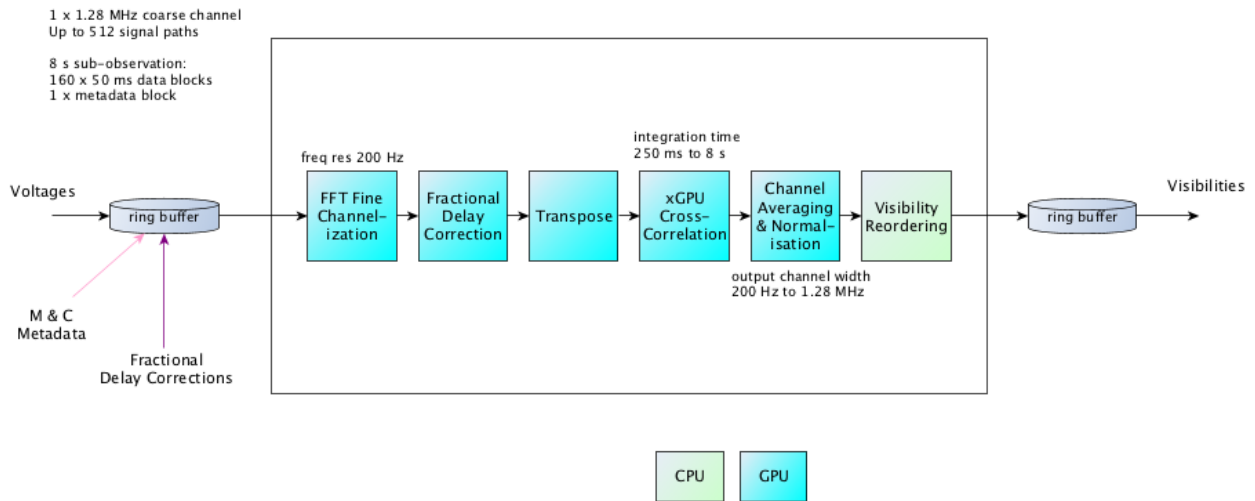 1 x 1.28 MHz coarse channel
Up to 512 signal paths
8 s sub-observation:
160 x 50 ms data blocks
1 x metadata block
Voltages
ring buffer
M & C
Metadata
Fractional
Delay Corrections
freq res 200 Hz
FFT Fine
Channel-
ization
Fractional
Delay
Correction
Transpose
integration time
250 ms to 8 s
xGPU
Cross-
Correlation
Channel
Averaging
& Normal-
isation
output channel width
200 Hz to 1.28 MHz
Visibility
Reordering
ring buffer
Visibilities
CPU
GPU